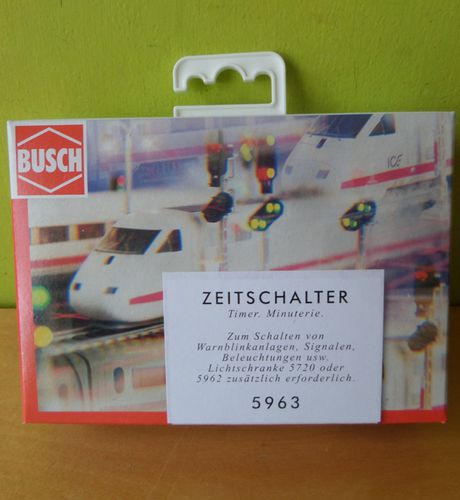 BUSCH
ICE
ZEITSCHALTER
Timer. Minuterie.
Zum Schalten von
Warnblinkanlagen, Signalen,
Beleuchtungen usw.
Lichtschranke 5720 oder
5962 zusätzlich erforderlich.
5963